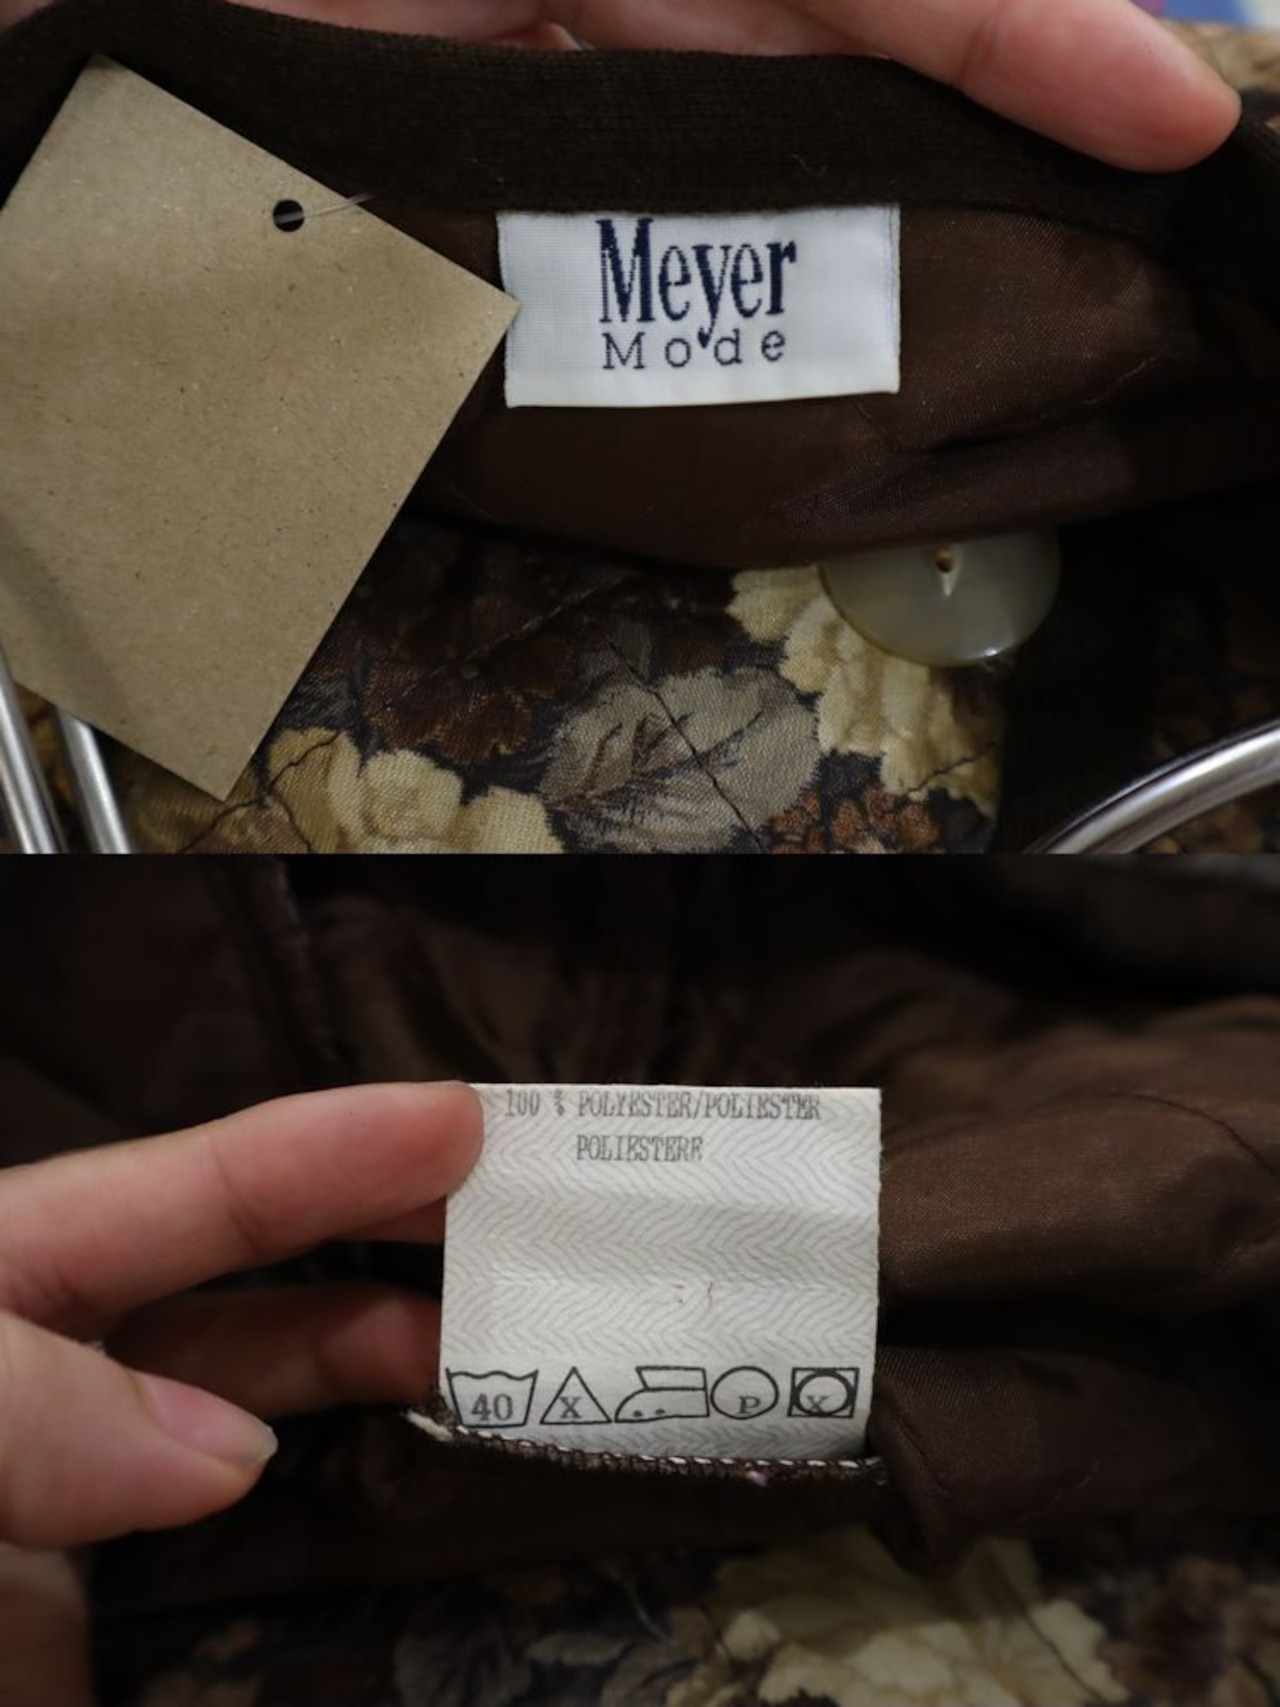 Meyer
Mode
100 % POLYESTER/POLIESTER
POLIESTERE
40 X P X